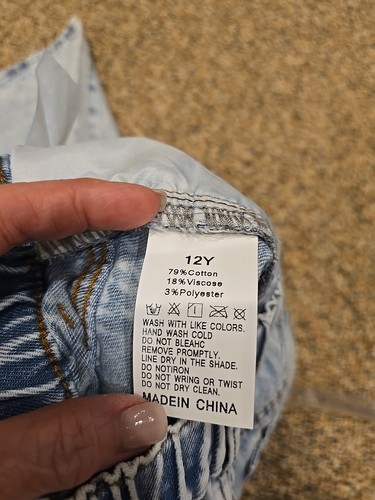 12Y
79%Cotton
18%Viscose
3%Polyester
WASH WITH LIKE COLORS.
HAND WASH COLD
DO NOT BLEAHC
REMOVE PROMPTLY.
LINE DRY IN THE SHADE.
DO NOTIRON
DO NOT WRING OR TWIST
DO NOT DRY CLEAN.
MADEIN CHINA